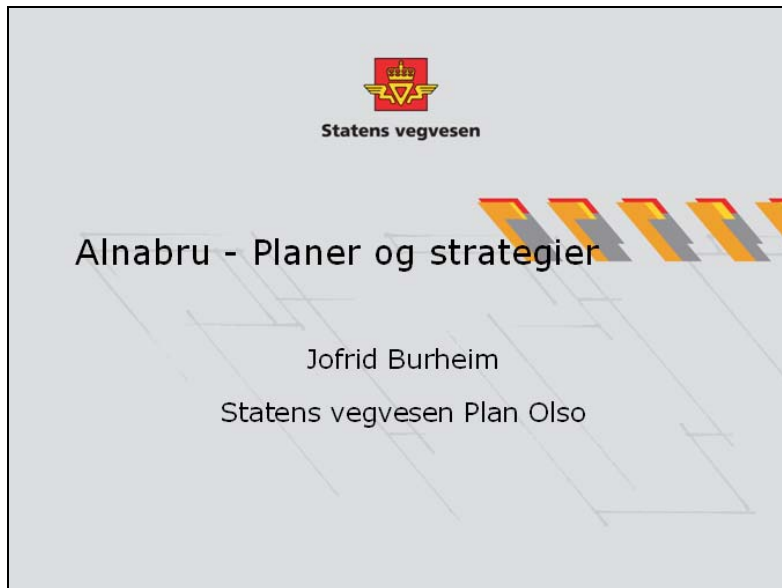 Statens vegvesen
Alnabru - Planer og strategier
Jofrid Burheim
Statens vegvesen Plan Olso